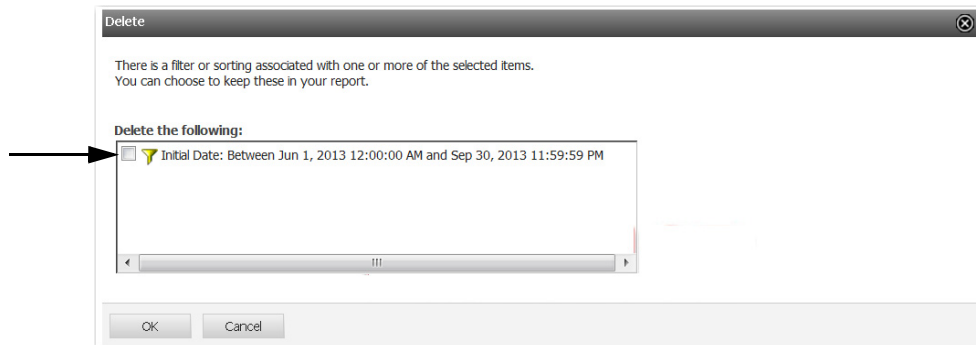 Delete
There is a filter or sorting associated with one or more of the selected items.
You can choose to keep these in your report.
Delete the following:
Initial Date: Between Jun 1, 2013 12:00:00 AM and Sep 30, 2013 11:59:59 PM
OK Cancel